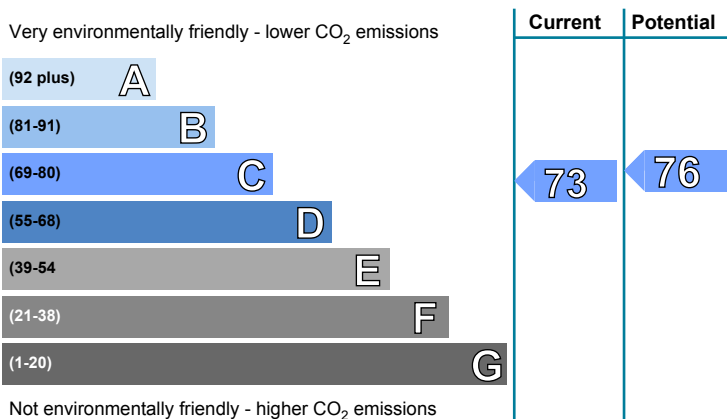 Current Potential
Very environmentally friendly - lower CO2 emissions
(92 plus) A
(81-91) B
(69-80) C
73 76
(55-68) D
(39-54 E
(21-38) F
(1-20) G
Not environmentally friendly - higher CO2 emissions